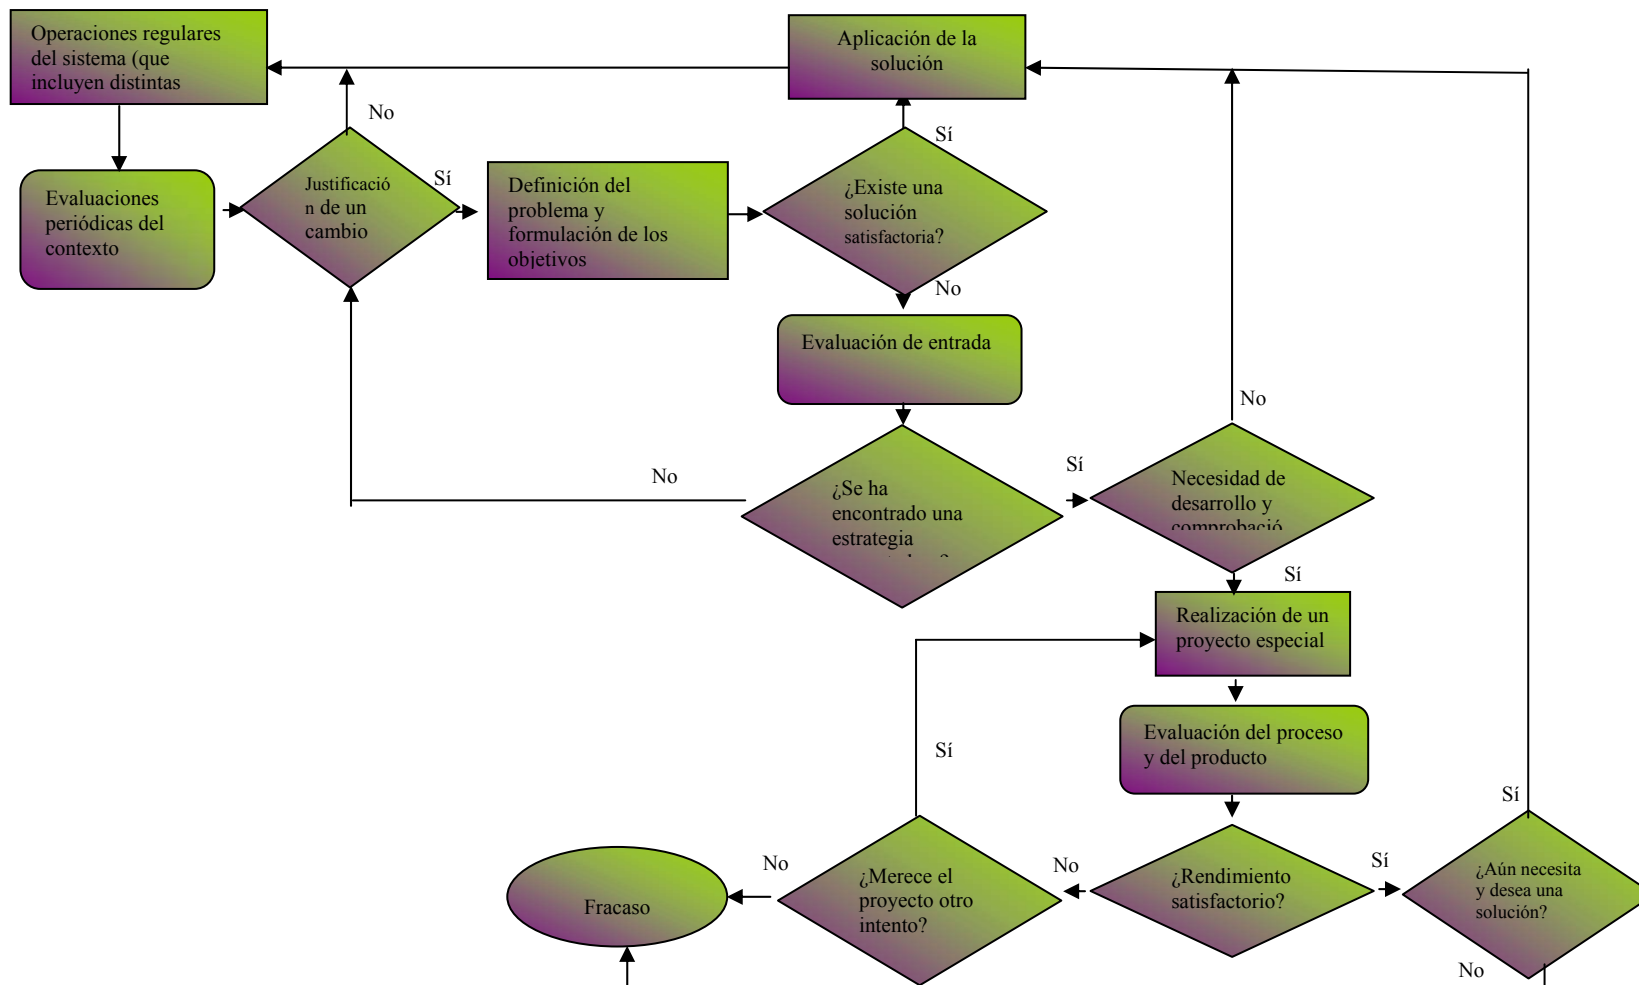 Operaciones regulares
del sistema (que
incluyen distintas
Aplicación de la
solución
No
Sí
Evaluaciones
periódicas del
contexto
Justificació
n de un
cambio
Sí
Definición del
problema y
formulación de los
objetivos
¿Existe una
solución
satisfactoria?
No
Evaluación de entrada
No
No
Sí
¿Se ha
encontrado una
estrategia
Necesidad de
desarrollo y
comprobació
Sí
Realización de un
proyecto especial
Sí
Evaluación del proceso
y del producto
Sí
No
No
Sí
Fracaso
¿Merece el
proyecto otro
intento?
¿Rendimiento
satisfactorio?
¿Aún necesita
y desea una
solución?
No